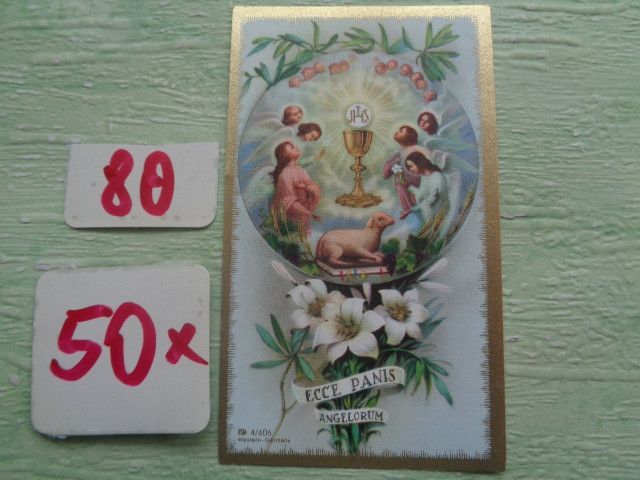 80
50x
IHS
ECCE PANIS
ANGELORUM
4/606
Western-Germany